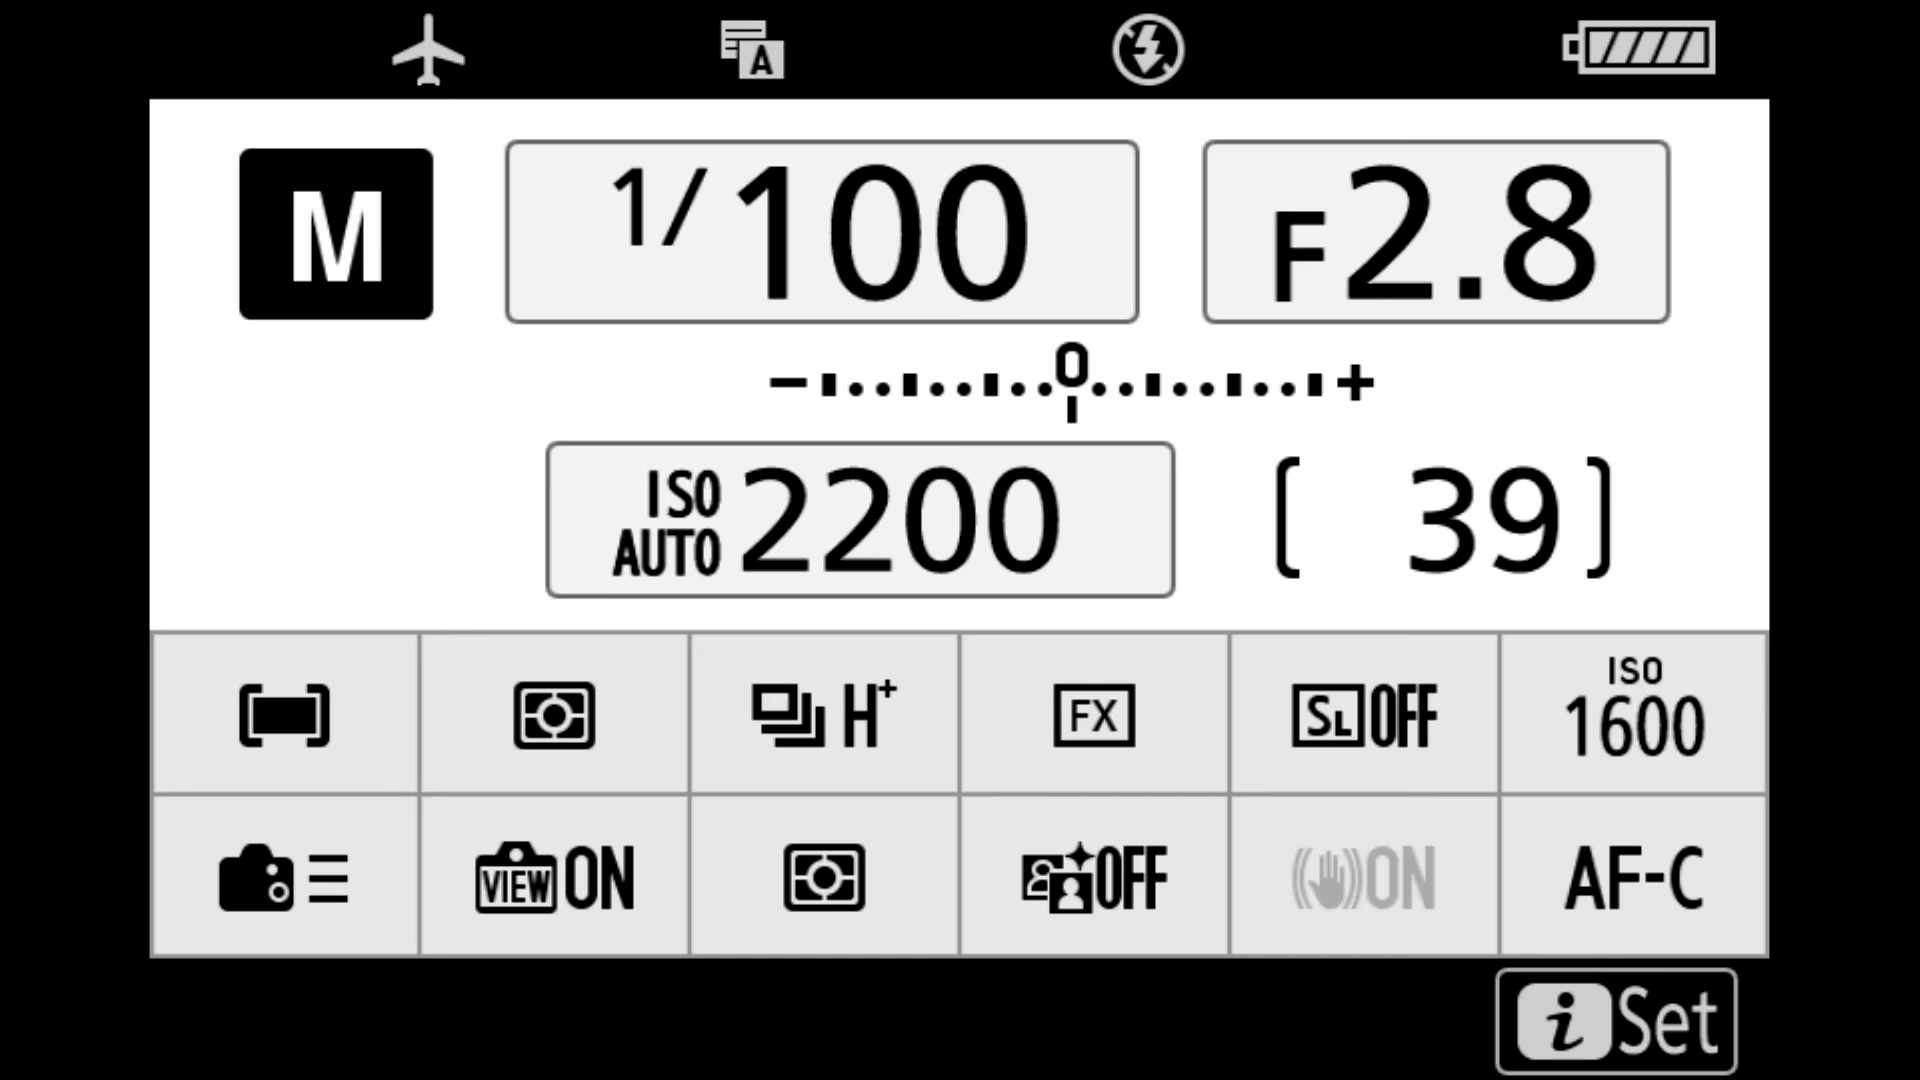 A
M 1/100 F2.8
− 0 +
ISO AUTO 2200 [ 39]
H+ FX SL OFF ISO 1600
VIEW ON OFF ON AF-C
i Set